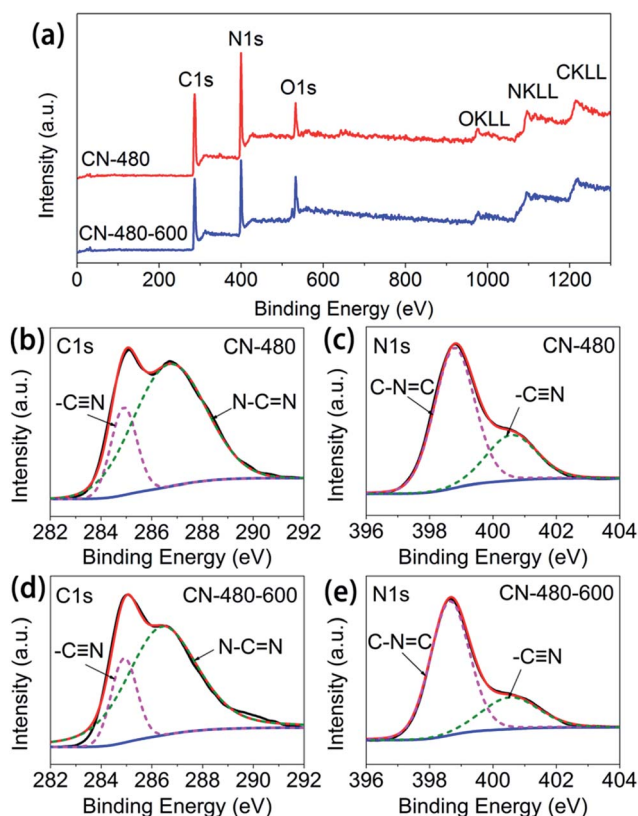 (a)
N1s
C1s
O1s
OKLL
NKLL
CKLL
CN-480
CN-480-600
Intensity (a.u.)
0 200 400 600 800 1000 1200
Binding Energy (eV)
(b)
C1s
CN-480
-C≡N
N-C=N
Intensity (a.u.)
282 284 286 288 290 292
Binding Energy (eV)
(c)
N1s
CN-480
C-N=C
-C≡N
Intensity (a.u.)
396 398 400 402 404
Binding Energy (eV)
(d)
C1s
CN-480-600
-C≡N
N-C=N
Intensity (a.u.)
282 284 286 288 290 292
Binding Energy (eV)
(e)
N1s
CN-480-600
C-N=C
-C≡N
Intensity (a.u.)
396 398 400 402 404
Binding Energy (eV)